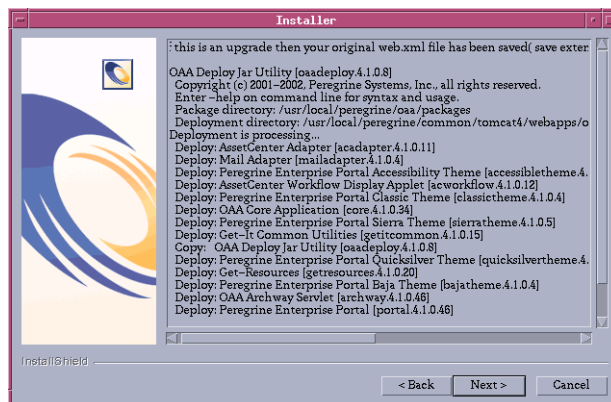 Installer
: this is an upgrade then your original web.xml file has been saved( save exter
OAA Deploy Jar Utility [oaadeploy.4.1.0.8]
Copyright (c) 2001-2002, Peregrine Systems, Inc., all rights reserved.
Enter -help on command line for syntax and usage.
Package directory: /usr/local/peregrine/oaa/packages
Deployment directory: /usr/local/peregrine/common/tomcat4/webapps/o
Deployment is processing...
Deploy: AssetCenter Adapter [acadapter.4.1.0.11]
Deploy: Mail Adapter [mailadapter.4.1.0.4]
Deploy: Peregrine Enterprise Portal Accessibility Theme [accessibletheme.4.
Deploy: AssetCenter Workflow Display Applet [acworkflow.4.1.0.12]
Deploy: Peregrine Enterprise Portal Classic Theme [classictheme.4.1.0.4]
Deploy: OAA Core Application [core.4.1.0.34]
Deploy: Peregrine Enterprise Portal Sierra Theme [sierratheme.4.1.0.5]
Deploy: Get-It Common Utilities [getitcommon.4.1.0.15]
Copy: OAA Deploy Jar Utility [oaadeploy.4.1.0.8]
Deploy: Peregrine Enterprise Portal Quicksilver Theme [quicksilvertheme.4.
Deploy: Get-Resources [getresources.4.1.0.20]
Deploy: Peregrine Enterprise Portal Baja Theme [bajatheme.4.1.0.4]
Deploy: OAA Archway Servlet [archway.4.1.0.46]
Deploy: Peregrine Enterprise Portal [portal.4.1.0.46]
InstallShield
< Back
Next >
Cancel